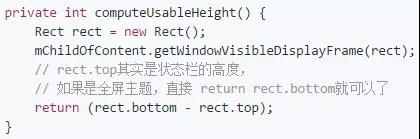 private int computeUsableHeight() {
    Rect rect = new Rect();
    mChildOfContent.getWindowVisibleDisplayFrame(rect);
    // rect.top其实是状态栏的高度，
    // 如果是全屏主题，直接 return rect.bottom就可以了
    return (rect.bottom - rect.top);
}